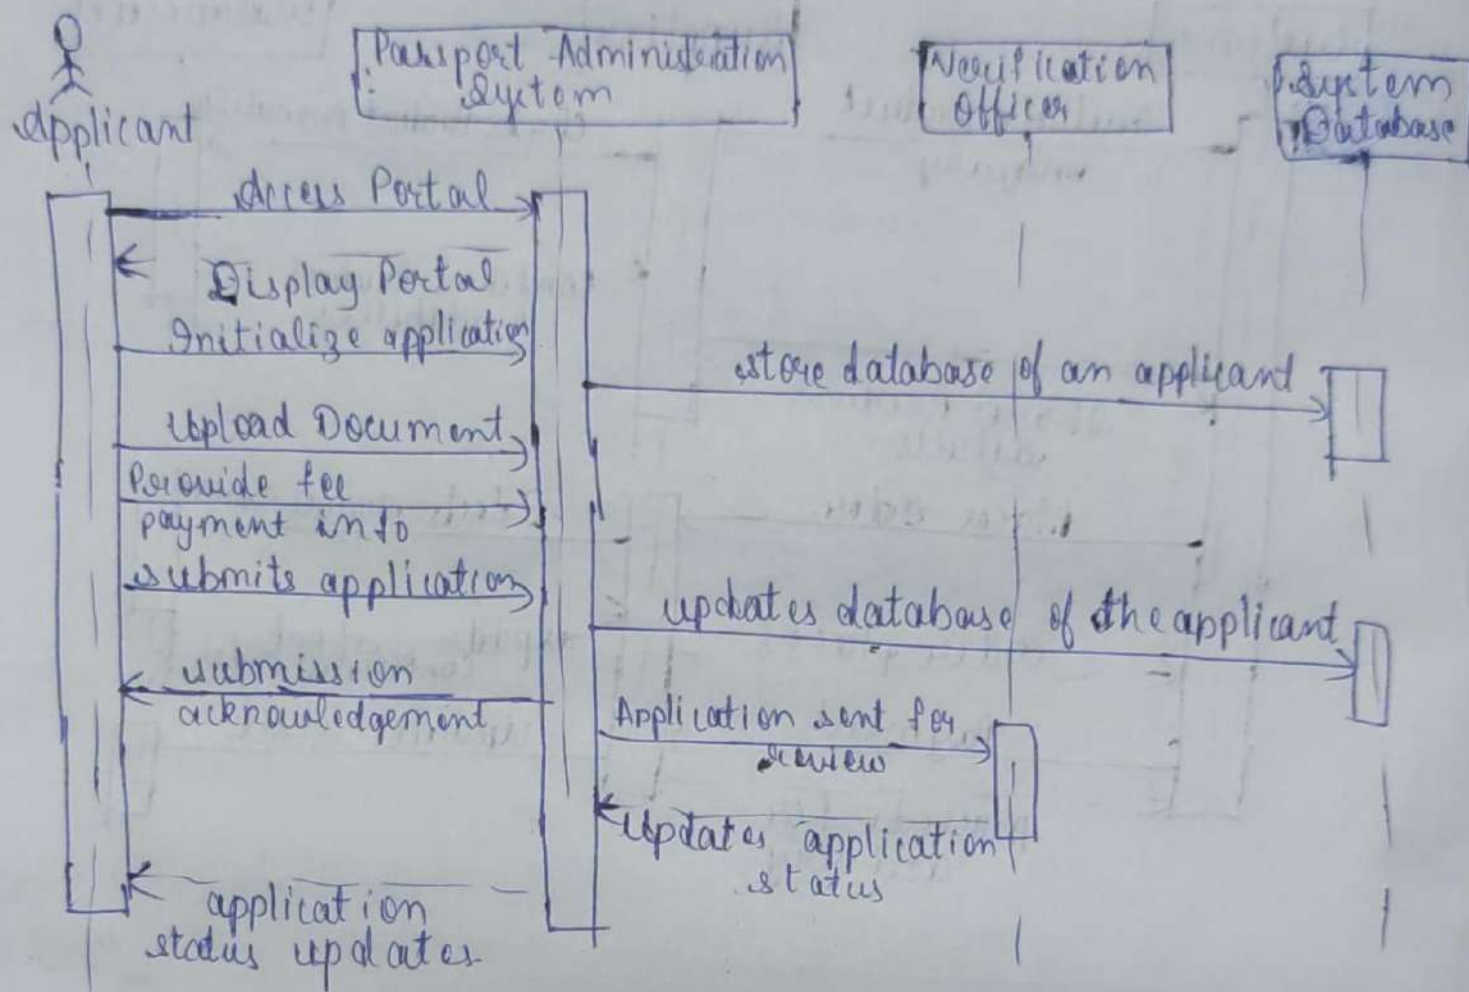 Passport Administration
System
Verification
Officer
System
Database
Applicant
Access Portal
Display Portal
Initialize application
store database of an applicant
Upload Document
Provide fee
payment info
submits application
updates database of the applicant
submission
acknowledgement
Application sent for
review
Updates application
status
application
status updates